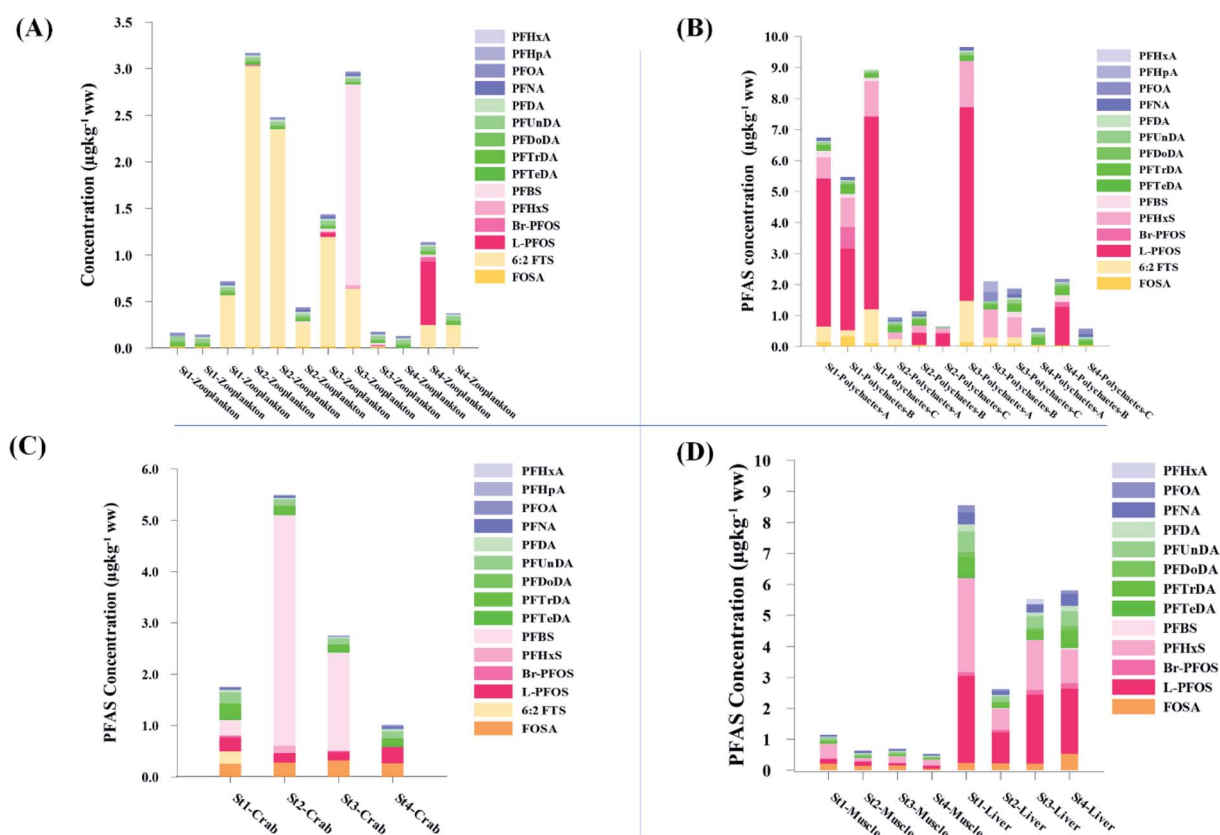 (A)
3.5
3.0
2.5
2.0
1.5
1.0
0.5
0.0
Concentration (µgkg⁻¹ ww)
PFHxA
PFHpA
PFOA
PFNA
PFDA
PFUnDA
PFDoDA
PFTrDA
PFTeDA
PFBS
PFHxS
Br-PFOS
L-PFOS
6:2 FTS
FOSA
St1-Zooplankton
St1-Zooplankton
St1-Zooplankton
St2-Zooplankton
St2-Zooplankton
St2-Zooplankton
St3-Zooplankton
St3-Zooplankton
St3-Zooplankton
St4-Zooplankton
St4-Zooplankton
St4-Zooplankton
(B)
10.0
9.0
8.0
7.0
6.0
5.0
4.0
3.0
2.0
1.0
0.0
PFAS concentration (µgkg⁻¹ ww)
PFHxA
PFHpA
PFOA
PFNA
PFDA
PFUnDA
PFDoDA
PFTrDA
PFTeDA
PFBS
PFHxS
Br-PFOS
L-PFOS
6:2 FTS
FOSA
St1-Polychaetes-A
St1-Polychaetes-B
St1-Polychaetes-C
St2-Polychaetes-A
St2-Polychaetes-B
St2-Polychaetes-C
St3-Polychaetes-A
St3-Polychaetes-B
St3-Polychaetes-C
St4-Polychaetes-A
St4-Polychaetes-B
St4-Polychaetes-C
(C)
6.0
5.0
4.0
3.0
2.0
1.0
0.0
PFAS Concentration (µgkg⁻¹ ww)
PFHxA
PFHpA
PFOA
PFNA
PFDA
PFUnDA
PFDoDA
PFTrDA
PFTeDA
PFBS
PFHxS
Br-PFOS
L-PFOS
6:2 FTS
FOSA
St1-Crab
St2-Crab
St3-Crab
St4-Crab
(D)
10
9
8
7
6
5
4
3
2
1
0
PFAS Concentration (µgkg⁻¹ ww)
PFHxA
PFOA
PFNA
PFDA
PFUnDA
PFDoDA
PFTrDA
PFTeDA
PFBS
PFHxS
Br-PFOS
L-PFOS
FOSA
St1-Muscle
St2-Muscle
St3-Muscle
St4-Muscle
St1-Liver
St2-Liver
St3-Liver
St4-Liver